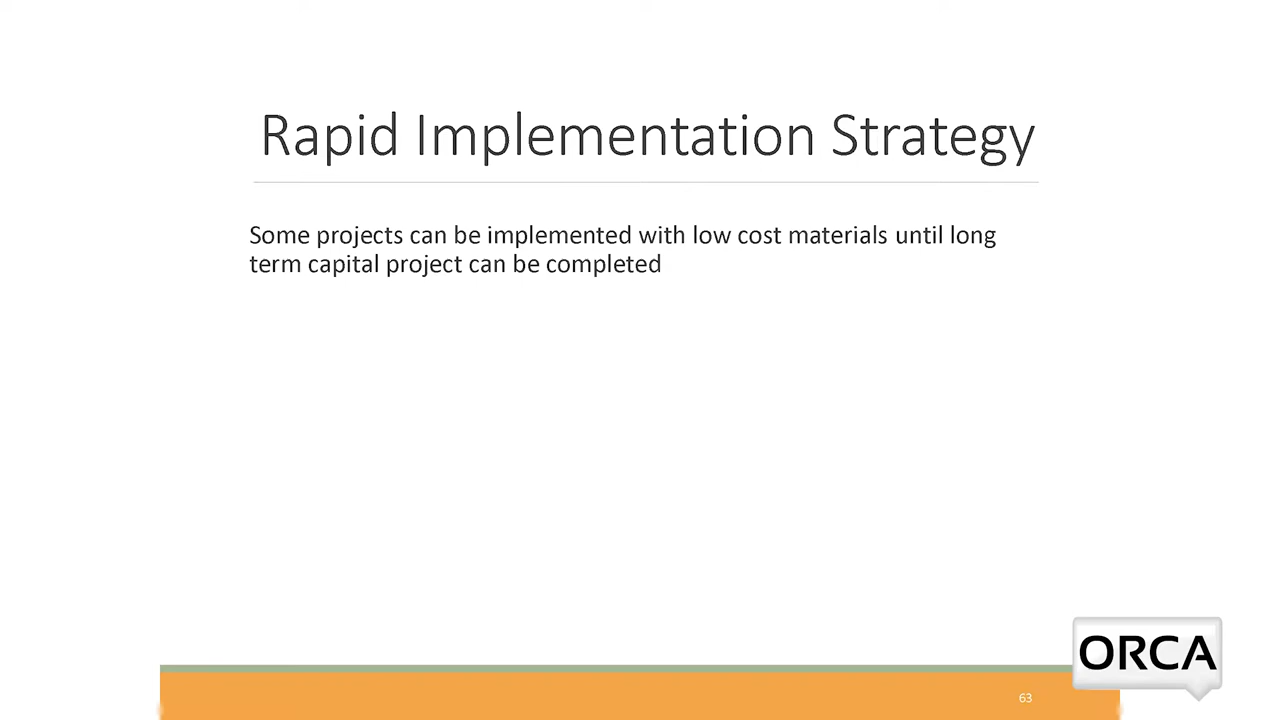 Rapid Implementation Strategy
Some projects can be implemented with low cost materials until long
term capital project can be completed
ORCA
63